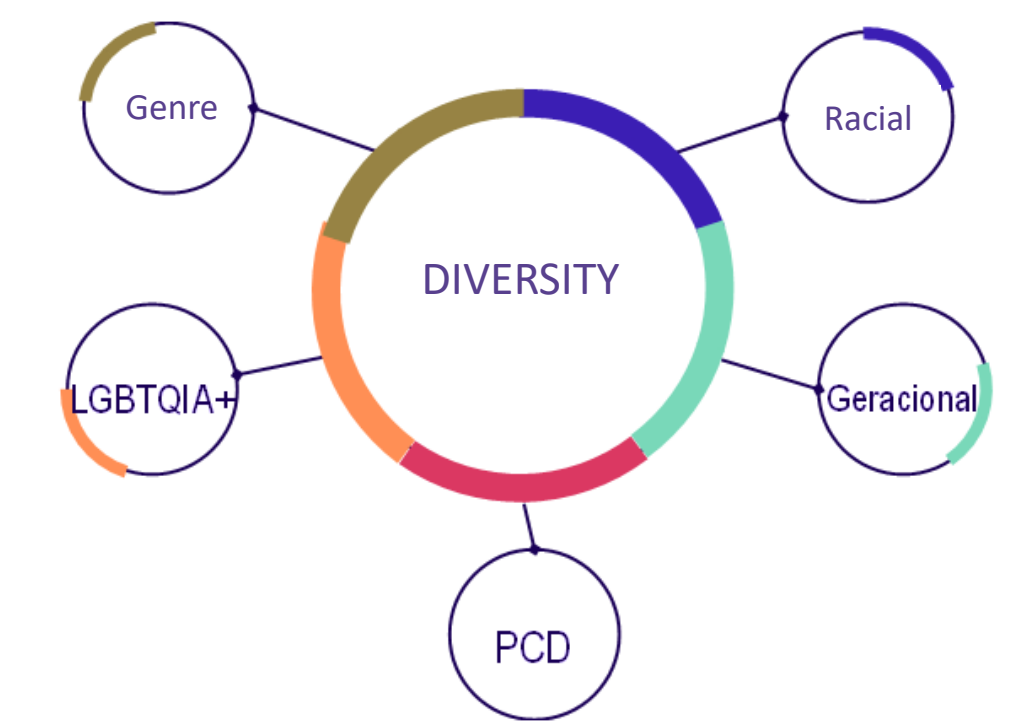 Genre
Racial
DIVERSITY
LGBTQIA+
Geracional
PCD